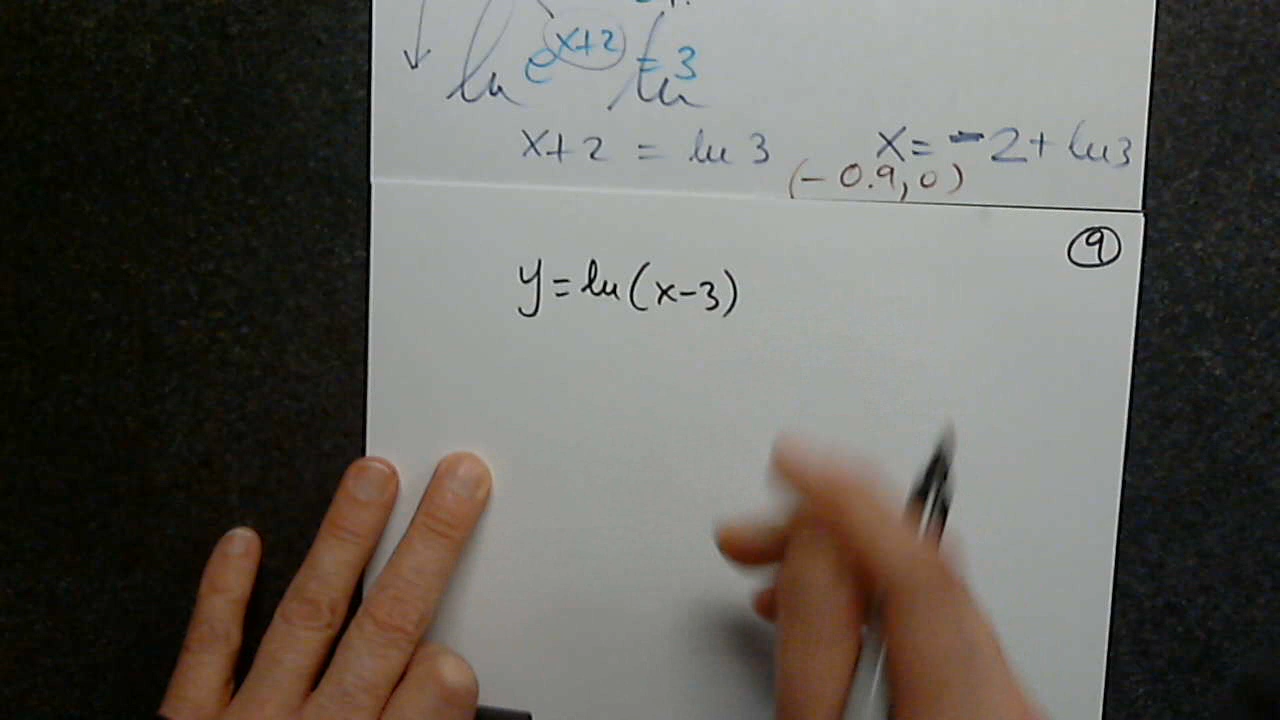 ln e^(x+2) = ln 3
x+2 = ln 3 x = -2 + ln 3
(-0.9, 0)
9
y = ln(x-3)